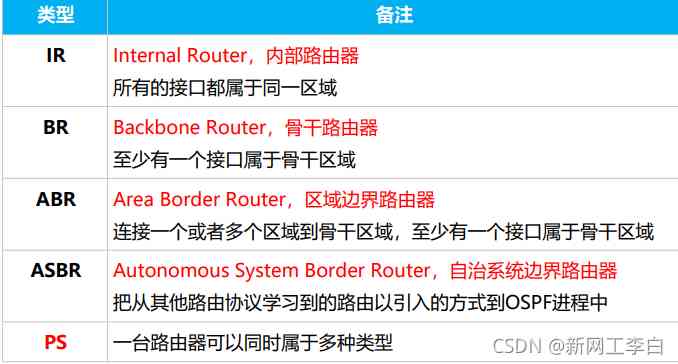 类型 备注
IR Internal Router，内部路由器
所有的接口都属于同一区域
BR Backbone Router，骨干路由器
至少有一个接口属于骨干区域
ABR Area Border Router，区域边界路由器
连接一个或者多个区域到骨干区域，至少有一个接口属于骨干区域
ASBR Autonomous System Border Router，自治系统边界路由器
把从其他路由协议学习到的路由以引入的方式到OSPF进程中
PS 一台路由器可以同时属于多种类型
CSDN @新网工李白